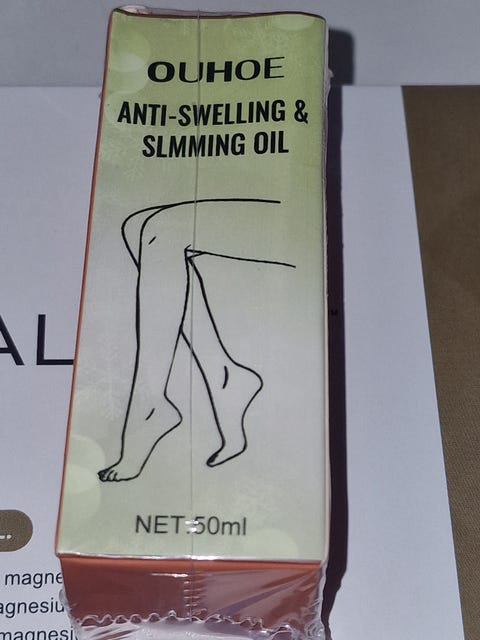 OUHOE
ANTI-SWELLING &
SLMMING OIL
NET:50ml
AL
magne
agnesiu
magnesi